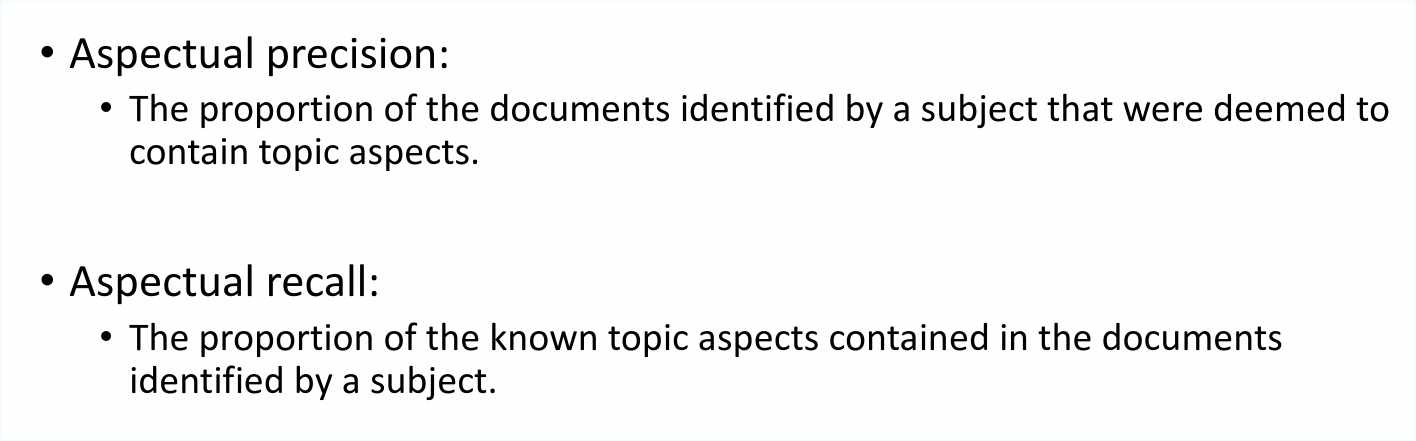 • Aspectual precision:
• The proportion of the documents identified by a subject that were deemed to
contain topic aspects.
• Aspectual recall:
• The proportion of the known topic aspects contained in the documents
identified by a subject.